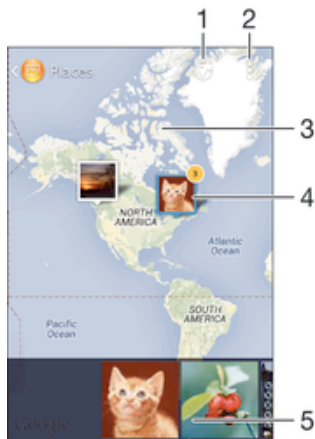 1 2
Places
3
4
NORTH
AMERICA
Atlantic
Ocean
SOUTH
AMERICA
Pacific
Ocean
5
Google